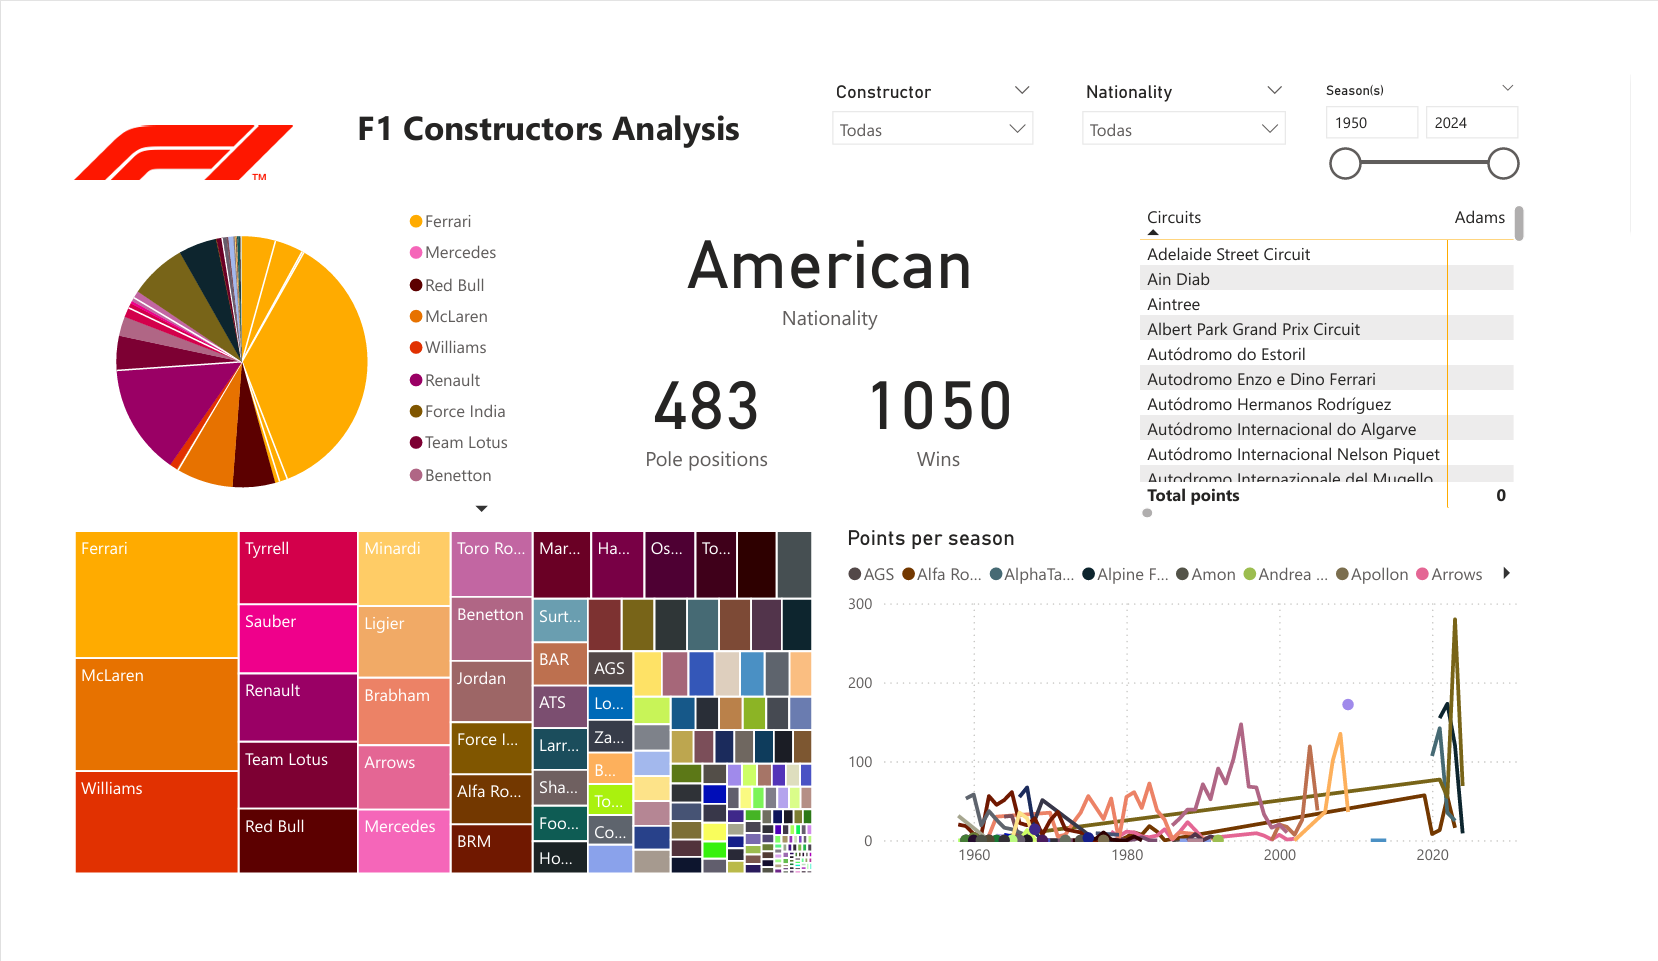 Constructor
Nationality
Season(s)
F1 Constructors Analysis
Todas
Todas
1950
2024
TM
Ferrari
Mercedes
Red Bull
McLaren
Williams
Renault
Force India
Team Lotus
Benetton
American
Nationality
483
Pole positions
1050
Wins
Circuits Adams
Adelaide Street Circuit
Ain Diab
Aintree
Albert Park Grand Prix Circuit
Autódromo do Estoril
Autodromo Enzo e Dino Ferrari
Autódromo Hermanos Rodríguez
Autódromo Internacional do Algarve
Autódromo Internacional Nelson Piquet
Autodromo Internazionale del Mugello
Total points 0
Ferrari
McLaren
Williams
Tyrrell
Sauber
Renault
Team Lotus
Red Bull
Minardi
Ligier
Brabham
Arrows
Mercedes
Toro Ro...
Benetton
Jordan
Force I...
Alfa Ro...
BRM
Mar...
Ha...
Os...
To...
Surt...
BAR
ATS
Larr...
Sha...
Foo...
Ho...
AGS
Lo...
Za...
B...
To...
Co...
Points per season
AGS Alfa Ro... AlphaTa... Alpine F... Amon Andrea ... Apollon Arrows
300
200
100
0
1960 1980 2000 2020